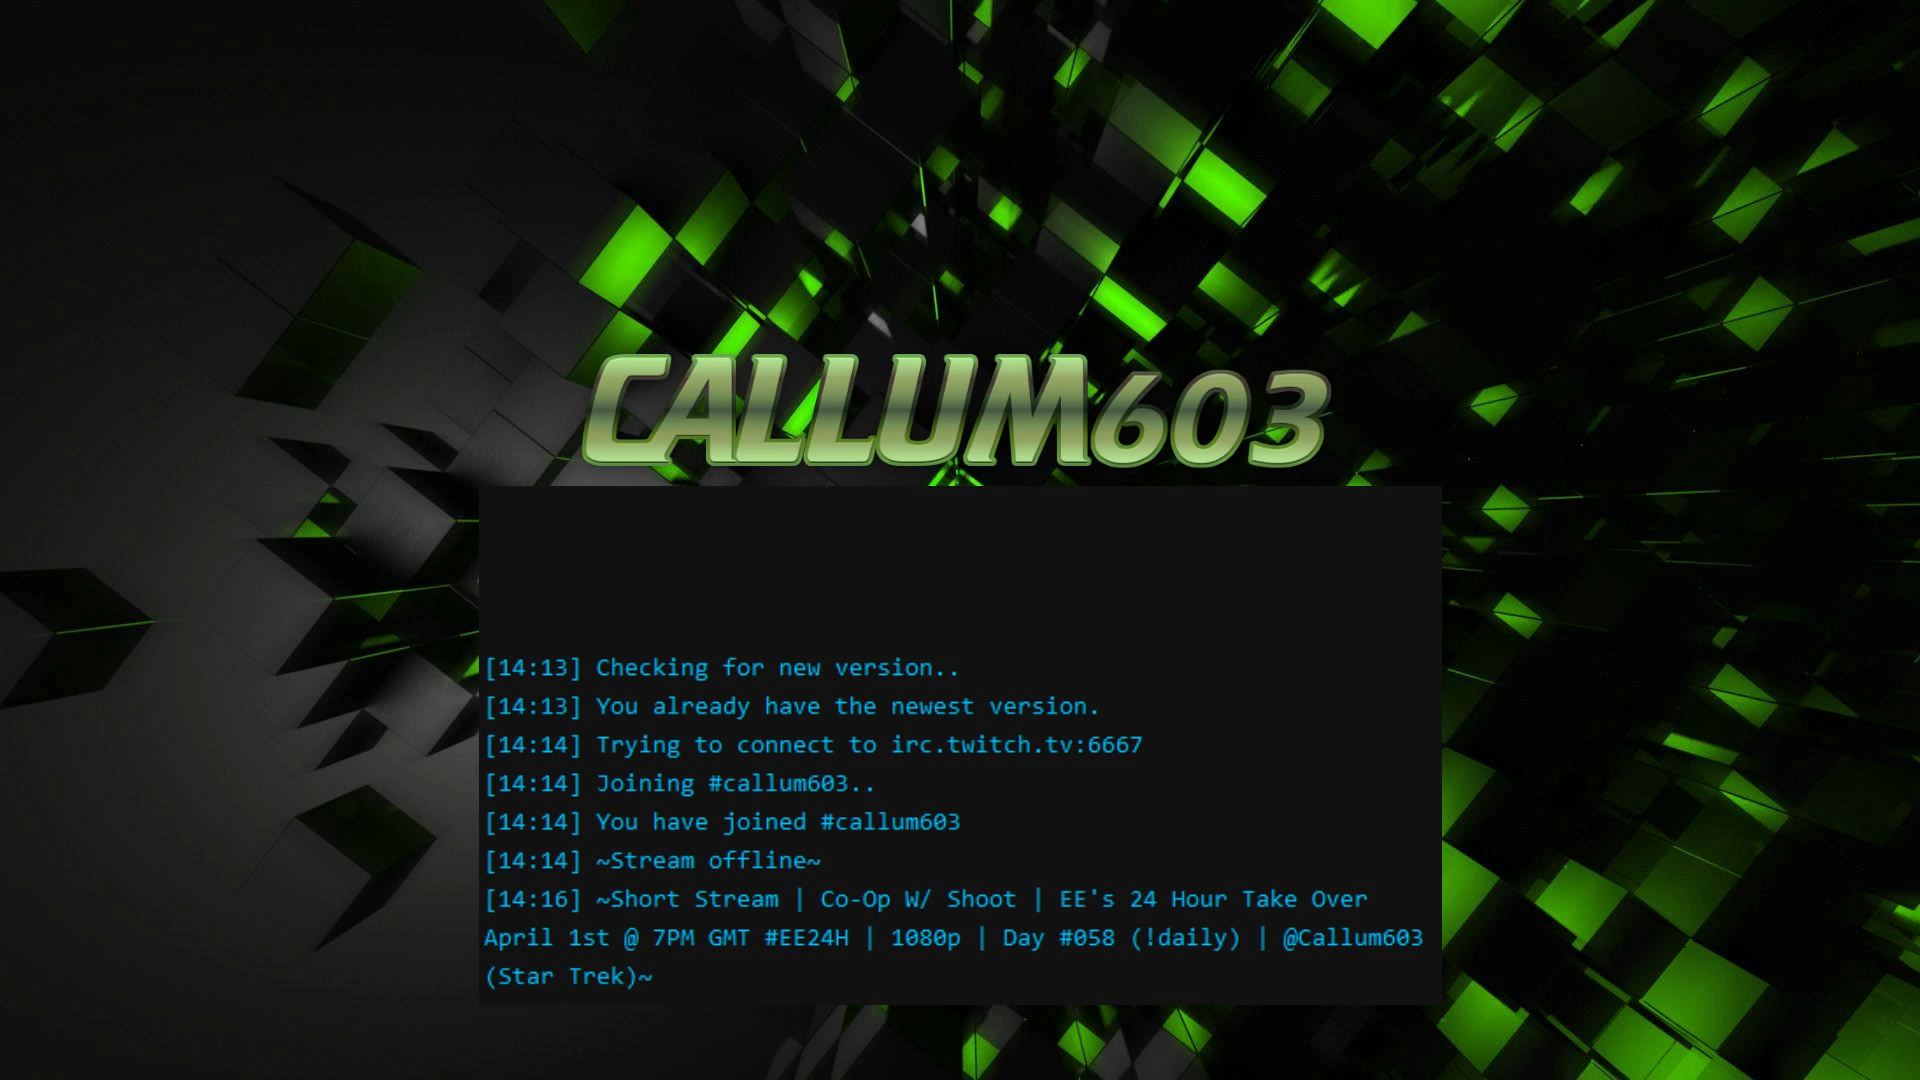 CALLUM603
[14:13] Checking for new version..
[14:13] You already have the newest version.
[14:14] Trying to connect to irc.twitch.tv:6667
[14:14] Joining #callum603..
[14:14] You have joined #callum603
[14:14] ~Stream offline~
[14:16] ~Short Stream | Co-Op W/ Shoot | EE's 24 Hour Take Over
April 1st @ 7PM GMT #EE24H | 1080p | Day #058 (!daily) | @Callum603
(Star Trek)~